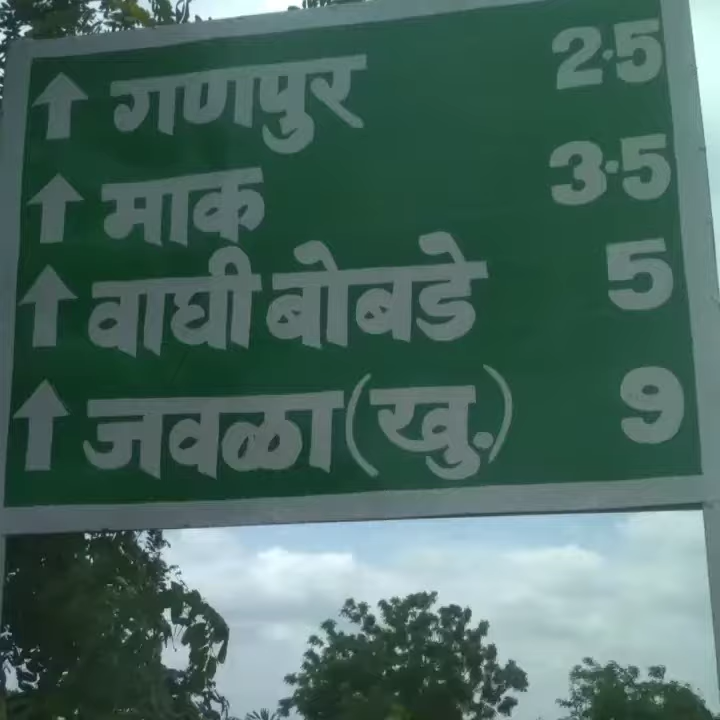 ↑ गणपुर 2.5
↑ माक 3.5
↑ वाघी बोबडे 5
↑ जवळा (खु.) 9